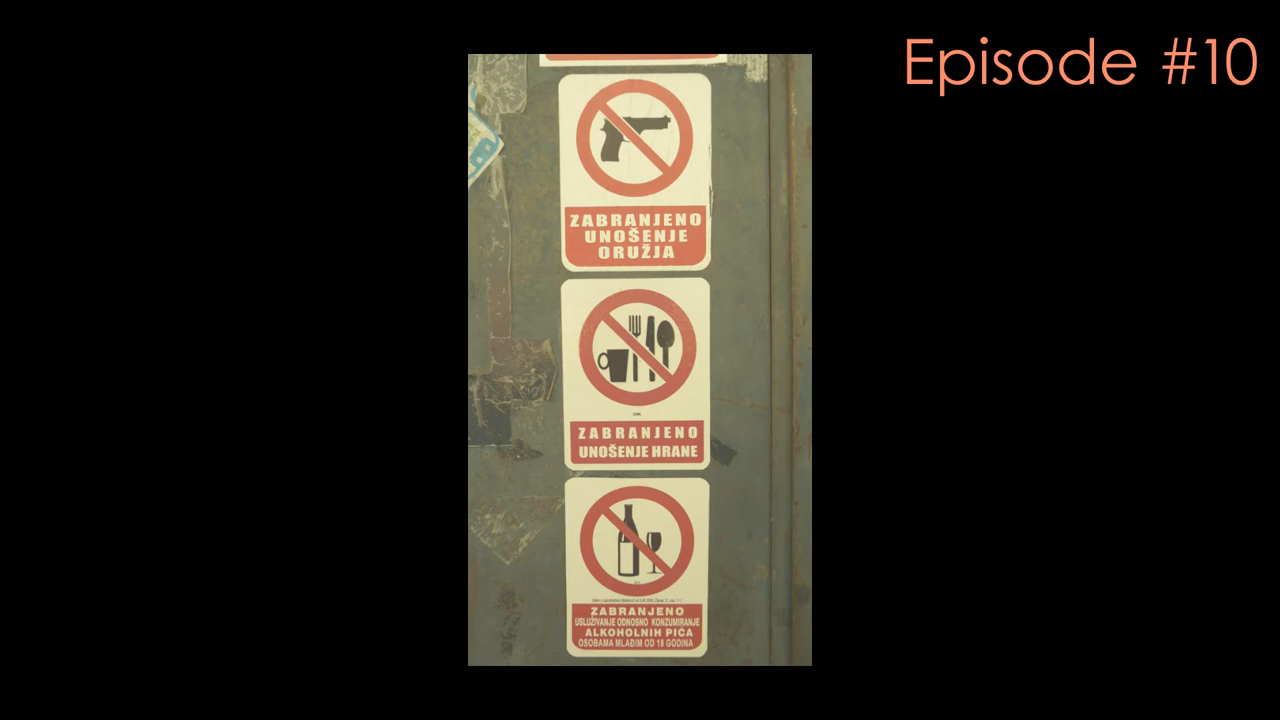 Episode #10
ZABRANJENO
UNOŠENJE
ORUŽJA
ZABRANJENO
UNOŠENJE HRANE
ZABRANJENO
USLUŽIVANJE ODNOSNO KONZUMIRANJE
ALKOHOLNIH PIĆA
OSOBAMA MLAĐIM OD 18 GODINA